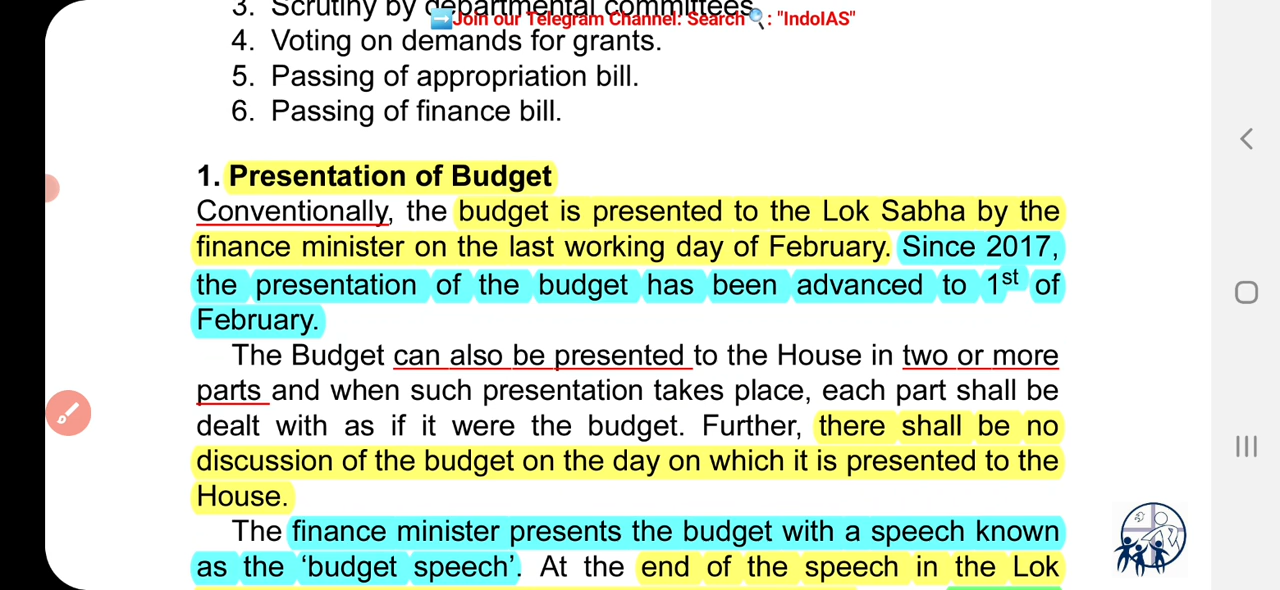 3. Scrutiny by departmental committees.
➡️Join our Telegram Channel: Search🔍: "IndoIAS"
4. Voting on demands for grants.
5. Passing of appropriation bill.
6. Passing of finance bill.
1. Presentation of Budget
Conventionally, the budget is presented to the Lok Sabha by the
finance minister on the last working day of February. Since 2017,
the presentation of the budget has been advanced to 1st of
February.
The Budget can also be presented to the House in two or more
parts and when such presentation takes place, each part shall be
dealt with as if it were the budget. Further, there shall be no
discussion of the budget on the day on which it is presented to the
House.
The finance minister presents the budget with a speech known
as the ‘budget speech’. At the end of the speech in the Lok